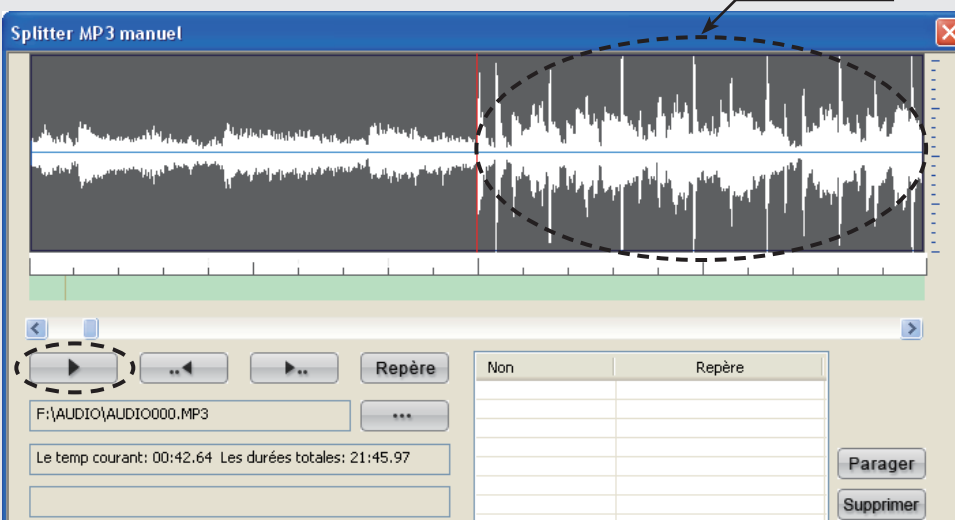 Splitter MP3 manuel
Repère
Non Repère
F:\AUDIO\AUDIO000.MP3
...
Le temp courant: 00:42.64 Les durées totales: 21:45.97
Parager
Supprimer